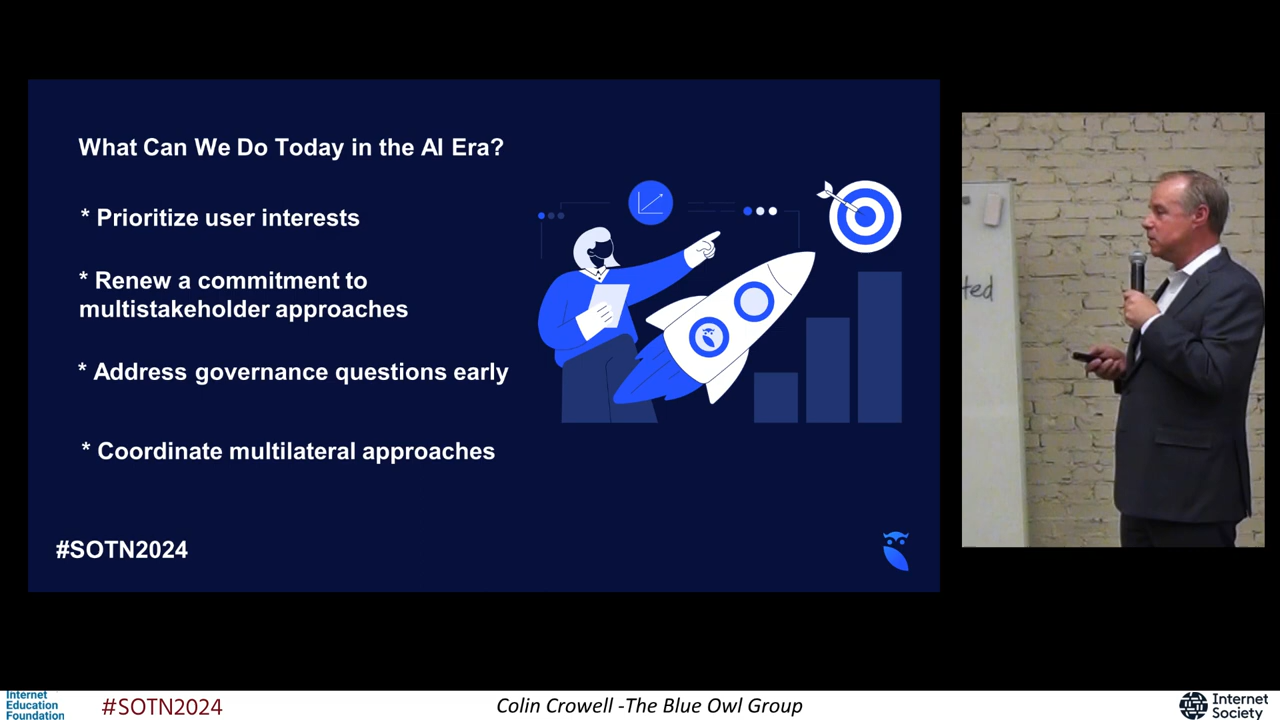 What Can We Do Today in the AI Era?
* Prioritize user interests
* Renew a commitment to
multistakeholder approaches
* Address governance questions early
* Coordinate multilateral approaches
#SOTN2024
ted
Internet
Education
Foundation
#SOTN2024
Colin Crowell -The Blue Owl Group
Internet
Society